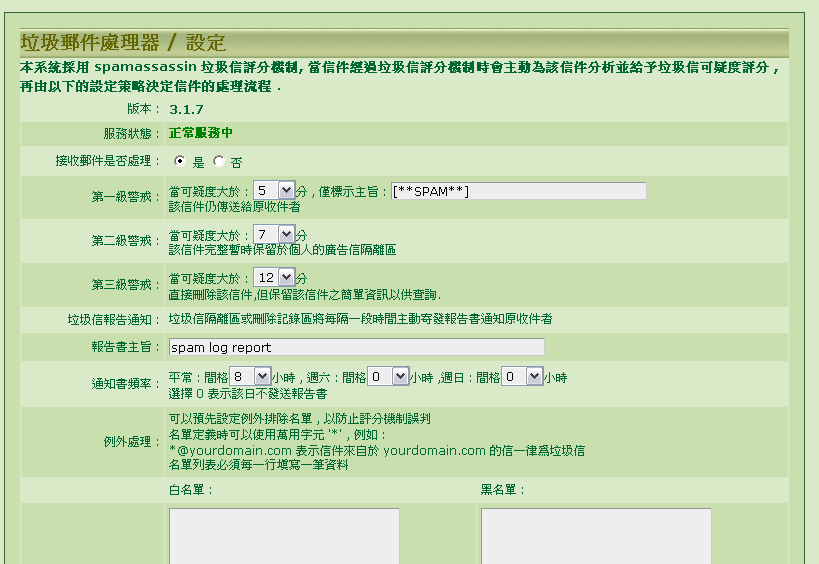 垃圾郵件處理器 / 設定
本系統採用 spamassassin 垃圾信評分機制, 當信件經過垃圾信評分機制時會主動為該信件分析並給予垃圾信可疑度評分 ,
再由以下的設定策略決定信件的處理流程 .
版本： 3.1.7
服務狀態： 正常服務中
接收郵件是否處理： 是 否
第一級警戒： 當可疑度大於： 5 分 , 僅標示主旨： [**SPAM**]
該信件仍傳送給原收件者
第二級警戒： 當可疑度大於： 7 分
該信件完整暫時保留於個人的廣告信隔離區
第三級警戒： 當可疑度大於： 12 分
直接刪除該信件,但保留該信件之簡單資訊以供查詢.
垃圾信報告通知： 垃圾信隔離區或刪除記錄區將每隔一段時間主動寄發報告書通知原收件者
報告書主旨： spam log report
通知書頻率： 平常：間格 8 小時 , 週六：間格 0 小時 ,週日：間格 0 小時
選擇 0 表示該日不發送報告書
例外處理： 可以預先設定例外排除名單 , 以防止評分機制誤判
名單定義時可以使用萬用字元 '*' , 例如：
*@yourdomain.com 表示信件來自於 yourdomain.com 的信一律爲垃圾信
名單列表必須每一行填寫一筆資料
白名單： 黑名單：